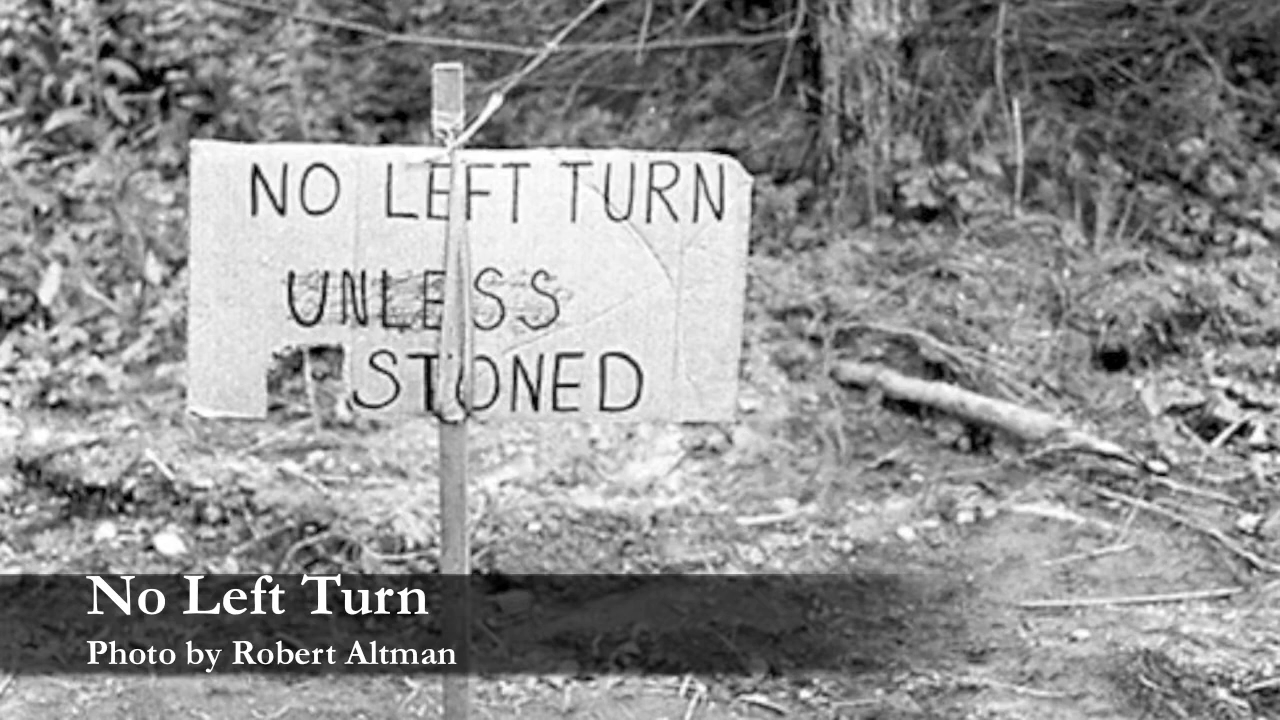 NO LEFT TURN
UNLESS
STONED
No Left Turn
Photo by Robert Altman